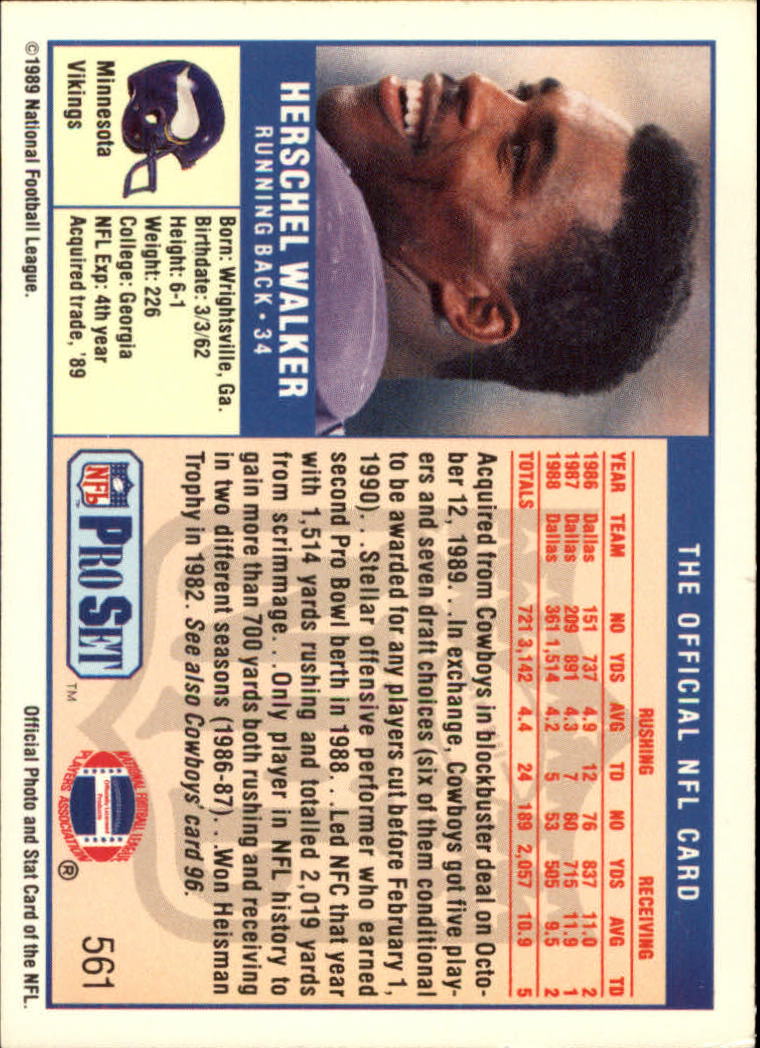 THE OFFICIAL NFL CARD
HERSCHEL WALKER
RUNNING BACK • 34
Minnesota
Vikings
Born: Wrightsville, Ga.
Birthdate: 3/3/62
Height: 6-1
Weight: 226
College: Georgia
NFL Exp: 4th year
Acquired trade, '89
RUSHING RECEIVING
YEAR TEAM NO YDS AVG TD NO YDS AVG TD
1986 Dallas 151 737 4.9 12 76 837 11.0 2
1987 Dallas 209 891 4.3 7 60 715 11.9 1
1988 Dallas 361 1,514 4.2 5 53 505 9.5 2
TOTALS 721 3,142 4.4 24 189 2,057 10.9 5
Acquired from Cowboys in blockbuster deal on Octo-
ber 12, 1989. . .In exchange, Cowboys got five play-
ers and seven draft choices (six of them conditional
to be awarded for any players cut before February 1,
1990). . .Stellar offensive performer who earned
second Pro Bowl berth in 1988. . .Led NFC that year
with 1,514 yards rushing and totalled 2,019 yards
from scrimmage. . .Only player in NFL history to
gain more than 700 yards both rushing and receiving
in two different seasons (1986-87). . .Won Heisman
Trophy in 1982. See also Cowboys' card 96.
NFL PRO SET TM
NATIONAL FOOTBALL LEAGUE
Officially Licensed
Products
PLAYERS ASSOCIATION
®
561
©1989 National Football League.
Official Photo and Stat Card of the NFL.